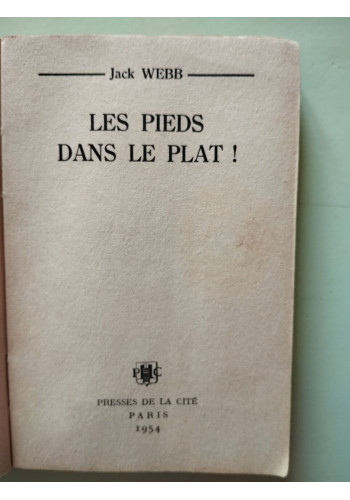 Jack WEBB
LES PIEDS
DANS LE PLAT !
P C
PRESSES DE LA CITÉ
PARIS
1954